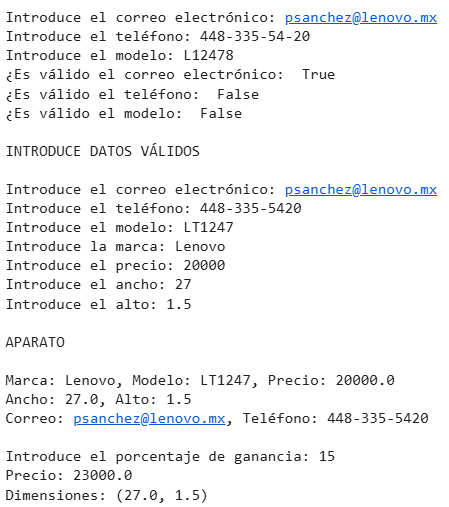 Introduce el correo electrónico: psanchez@lenovo.mx
Introduce el teléfono: 448-335-54-20
Introduce el modelo: L12478
¿Es válido el correo electrónico:  True
¿Es válido el teléfono:  False
¿Es válido el modelo:  False
INTRODUCE DATOS VÁLIDOS
Introduce el correo electrónico: psanchez@lenovo.mx
Introduce el teléfono: 448-335-5420
Introduce el modelo: LT1247
Introduce la marca: Lenovo
Introduce el precio: 20000
Introduce el ancho: 27
Introduce el alto: 1.5
APARATO
Marca: Lenovo, Modelo: LT1247, Precio: 20000.0
Ancho: 27.0, Alto: 1.5
Correo: psanchez@lenovo.mx, Teléfono: 448-335-5420
Introduce el porcentaje de ganancia: 15
Precio: 23000.0
Dimensiones: (27.0, 1.5)